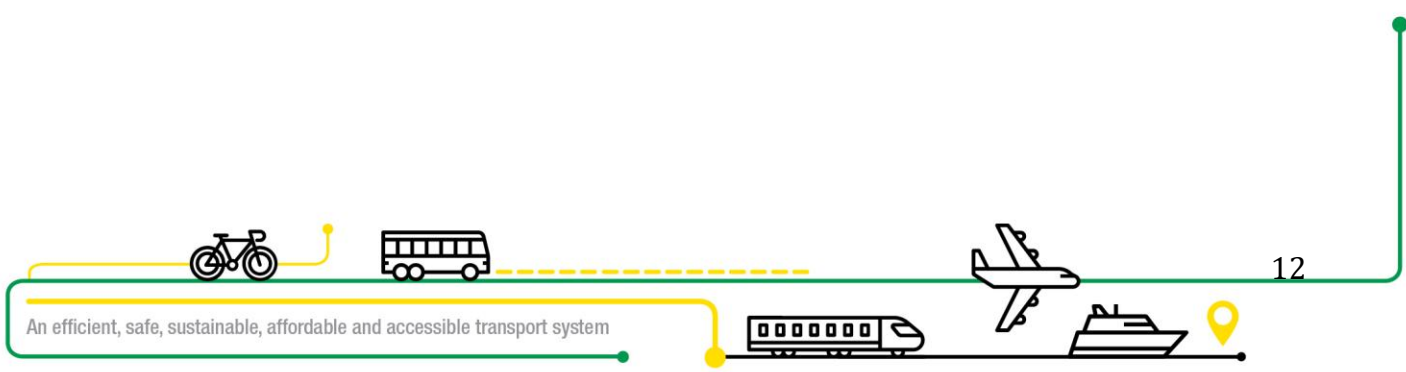 12
An efficient, safe, sustainable, affordable and accessible transport system